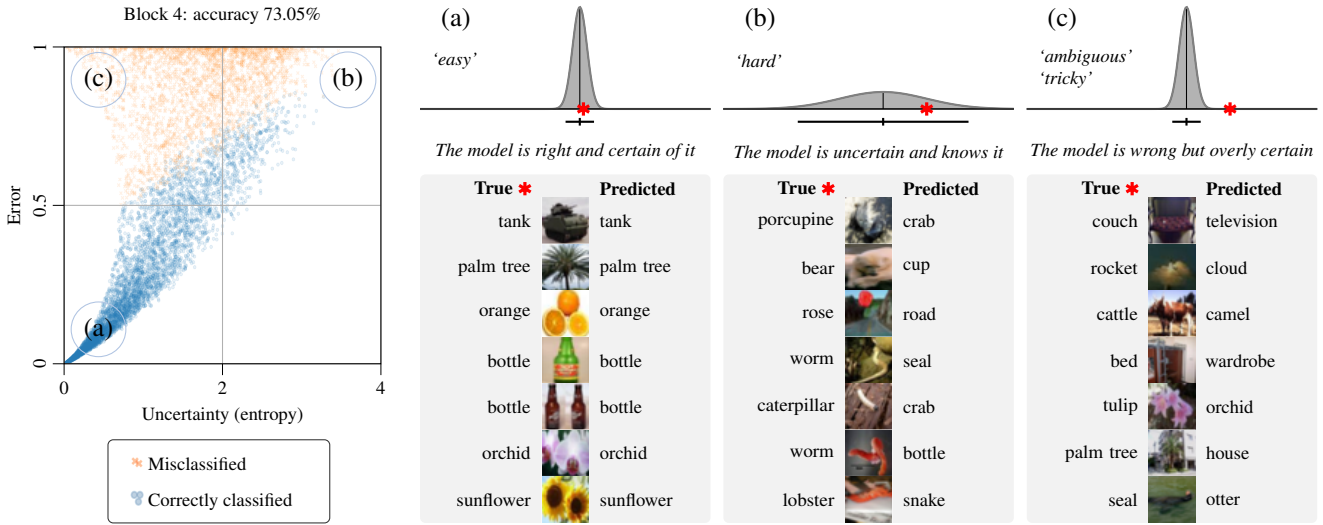 Block 4: accuracy 73.05%
1
0.5
0
Error
(c)
(b)
(a)
0
2
4
Uncertainty (entropy)
Misclassified
Correctly classified
(a)
‘easy’
The model is right and certain of it
True Predicted
tank tank
palm tree palm tree
orange orange
bottle bottle
bottle bottle
orchid orchid
sunflower sunflower
(b)
‘hard’
The model is uncertain and knows it
True Predicted
porcupine crab
bear cup
rose road
worm seal
caterpillar crab
worm bottle
lobster snake
(c)
‘ambiguous’
‘tricky’
The model is wrong but overly certain
True Predicted
couch television
rocket cloud
cattle camel
bed wardrobe
tulip orchid
palm tree house
seal otter